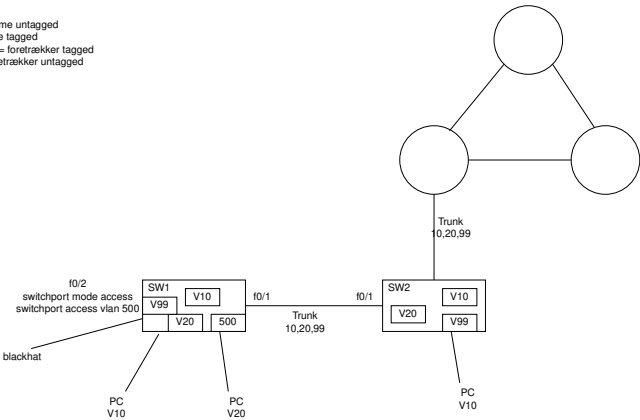 me untagged
e tagged
= foretrækker tagged
etrækker untagged
Trunk
10,20,99
f0/2
switchport mode access
switchport access vlan 500
SW1
V10
V99
V20
500
f0/1
f0/1
Trunk
10,20,99
SW2
V10
V20
V99
blackhat
PC
V10
PC
V20
PC
V10